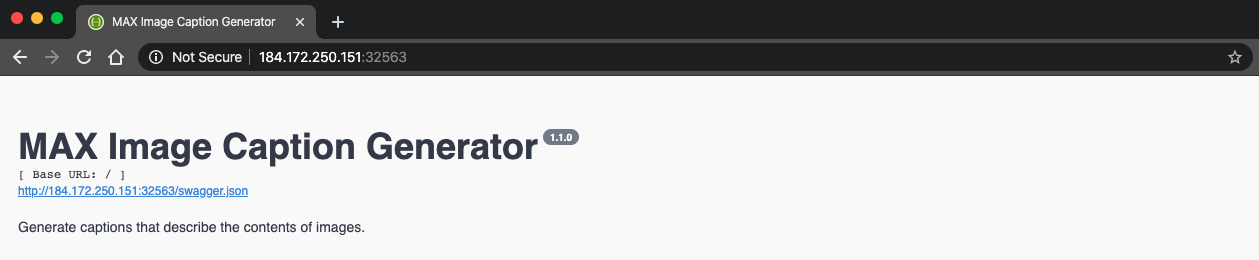 MAX Image Caption Generator
Not Secure 184.172.250.151:32563
MAX Image Caption Generator 1.1.0
[ Base URL: / ]
http://184.172.250.151:32563/swagger.json
Generate captions that describe the contents of images.